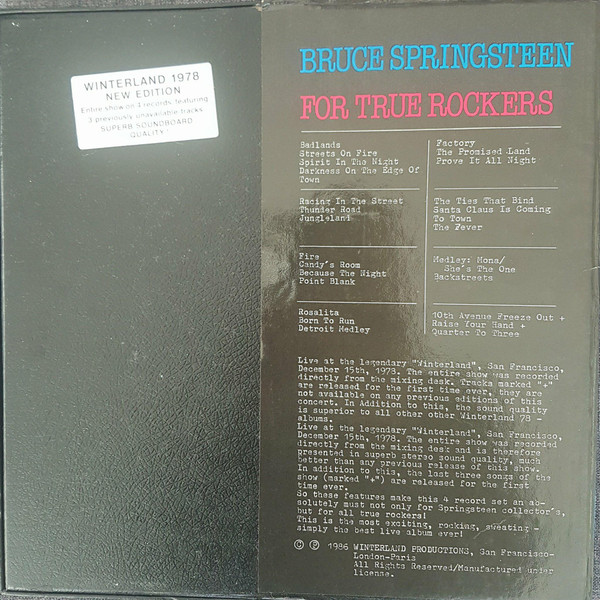 WINTERLAND 1978
NEW EDITION
Entire show on 4 records, featuring
3 previously unavailable tracks
SUPERB SOUNDBOARD
QUALITY
BRUCE SPRINGSTEEN
FOR TRUE ROCKERS
Badlands
Streets On Fire
Spirit In The Night
Darkness On The Edge Of
Town
Factory
The Promised Land
Prove It All Night
Racing In The Street
Thunder Road
Jungleland
The Ties That Bind
Santa Claus Is Coming
To Town
The Fever
Fire
Candy's Room
Because The Night
Point Blank
Medley: Mona/
She's The One
Backstreets
Rosalita
Born To Run
Detroit Medley
10th Avenue Freeze Out +
Raise Your Hand +
Quarter To Three
Live at the legendary "Winterland", San Francisco,
December 15th, 1978. The entire show was recorded
directly from the mixing desk. Tracks marked "+"
are released for the first time ever, they are
not available on any previous editions of this
concert. In Addition to this, the sound quality
is superior to all other other Winterland 78 -
albums.
Live at the legendary "Winterland", San Francisco,
December 15th, 1978. The entire show was recorded
directly from the mixing desk and is therefore
presented in superb stereo sound quality, much
better than any previous release of this show.
In addition to this, the last three songs of the
show (marked "+") are released for the first
time ever.
So these features make this 4 record set an ab-
solutely must not only for Springsteen collector's,
but for all true rockers!
This is the most exciting, rocking, sweating -
simply the best live album ever!
© ℗ 1986 WINTERLAND PRODUCTIONS, San Francisco-
London-Paris
All Rights Reserved/Manufactured under
license.